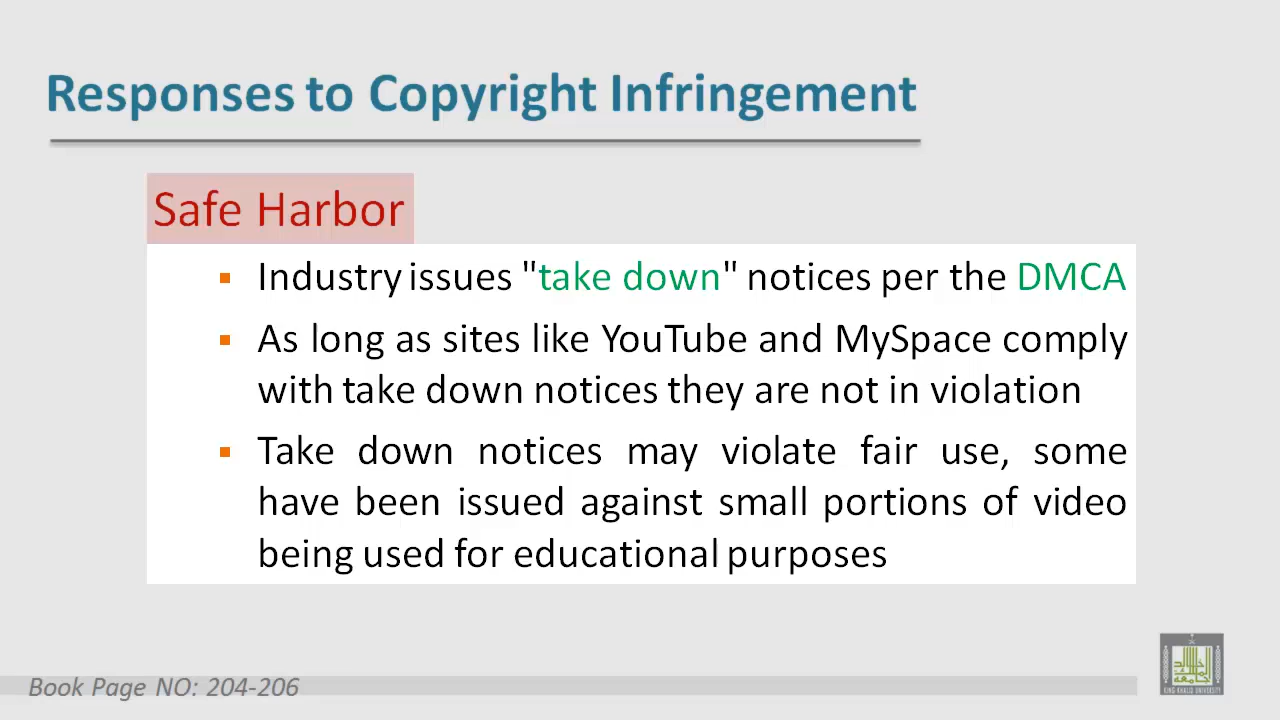 Responses to Copyright Infringement
Safe Harbor
▪ Industry issues "take down" notices per the DMCA
▪ As long as sites like YouTube and MySpace comply
with take down notices they are not in violation
▪ Take down notices may violate fair use, some
have been issued against small portions of video
being used for educational purposes
KING KHALID UNIVERSITY
Book Page NO: 204-206